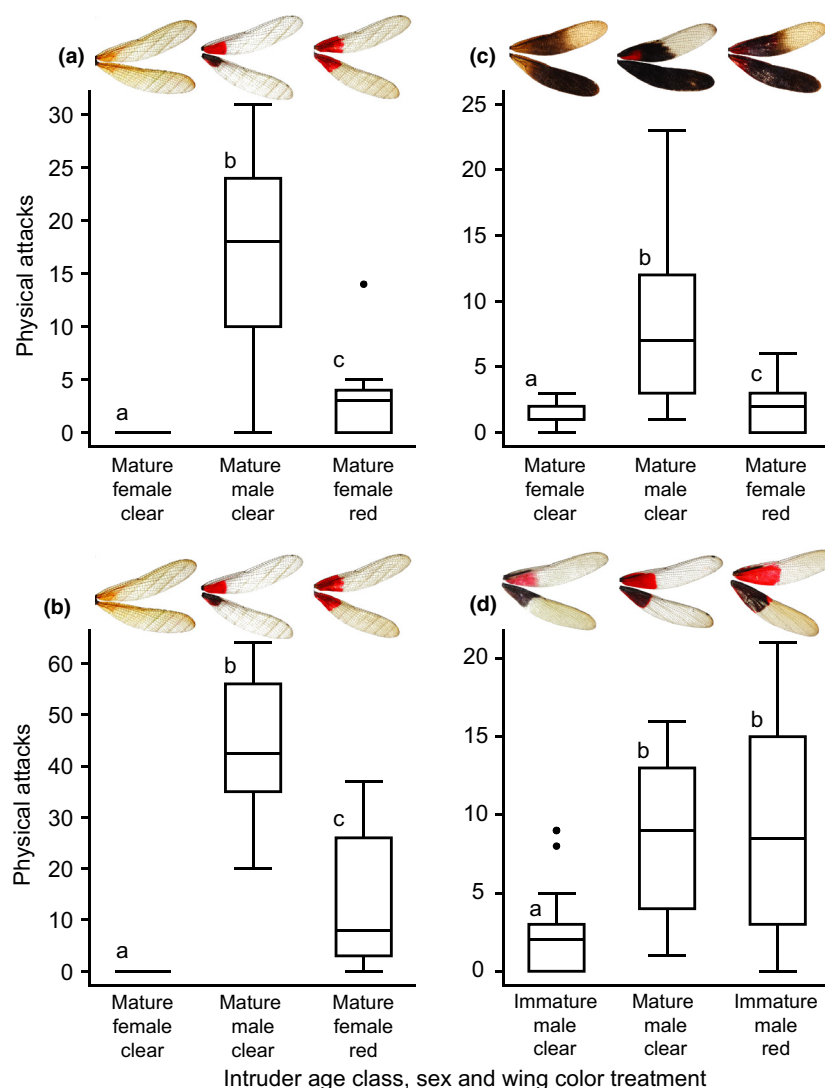 (a)
Physical attacks
30
25
20
15
10
5
0
a
b
c
Mature
female
clear
Mature
male
clear
Mature
female
red
(c)
25
20
15
10
5
0
a
b
c
Mature
female
clear
Mature
male
clear
Mature
female
red
(b)
Physical attacks
60
50
40
30
20
10
0
a
b
c
Mature
female
clear
Mature
male
clear
Mature
female
red
(d)
20
15
10
5
0
a
b
b
Immature
male
clear
Mature
male
clear
Immature
male
red
Intruder age class, sex and wing color treatment